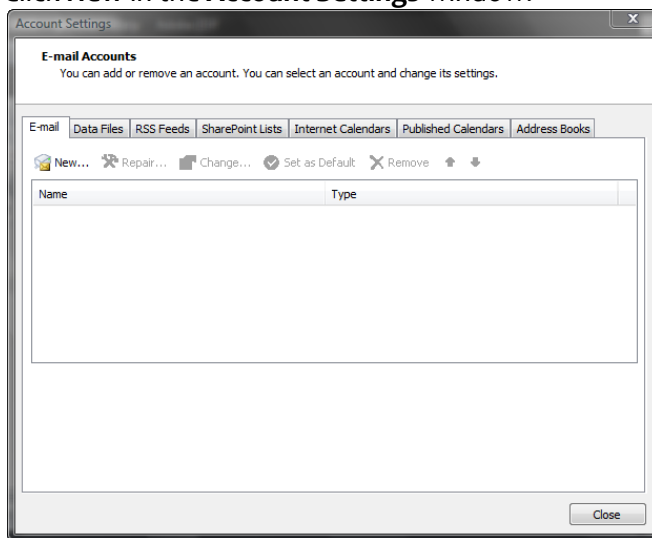 Click New in the Account Settings window.
Account Settings
X
E-mail Accounts
You can add or remove an account. You can select an account and change its settings.
E-mail Data Files RSS Feeds SharePoint Lists Internet Calendars Published Calendars Address Books
New... Repair... Change... Set as Default Remove
Name Type
Close